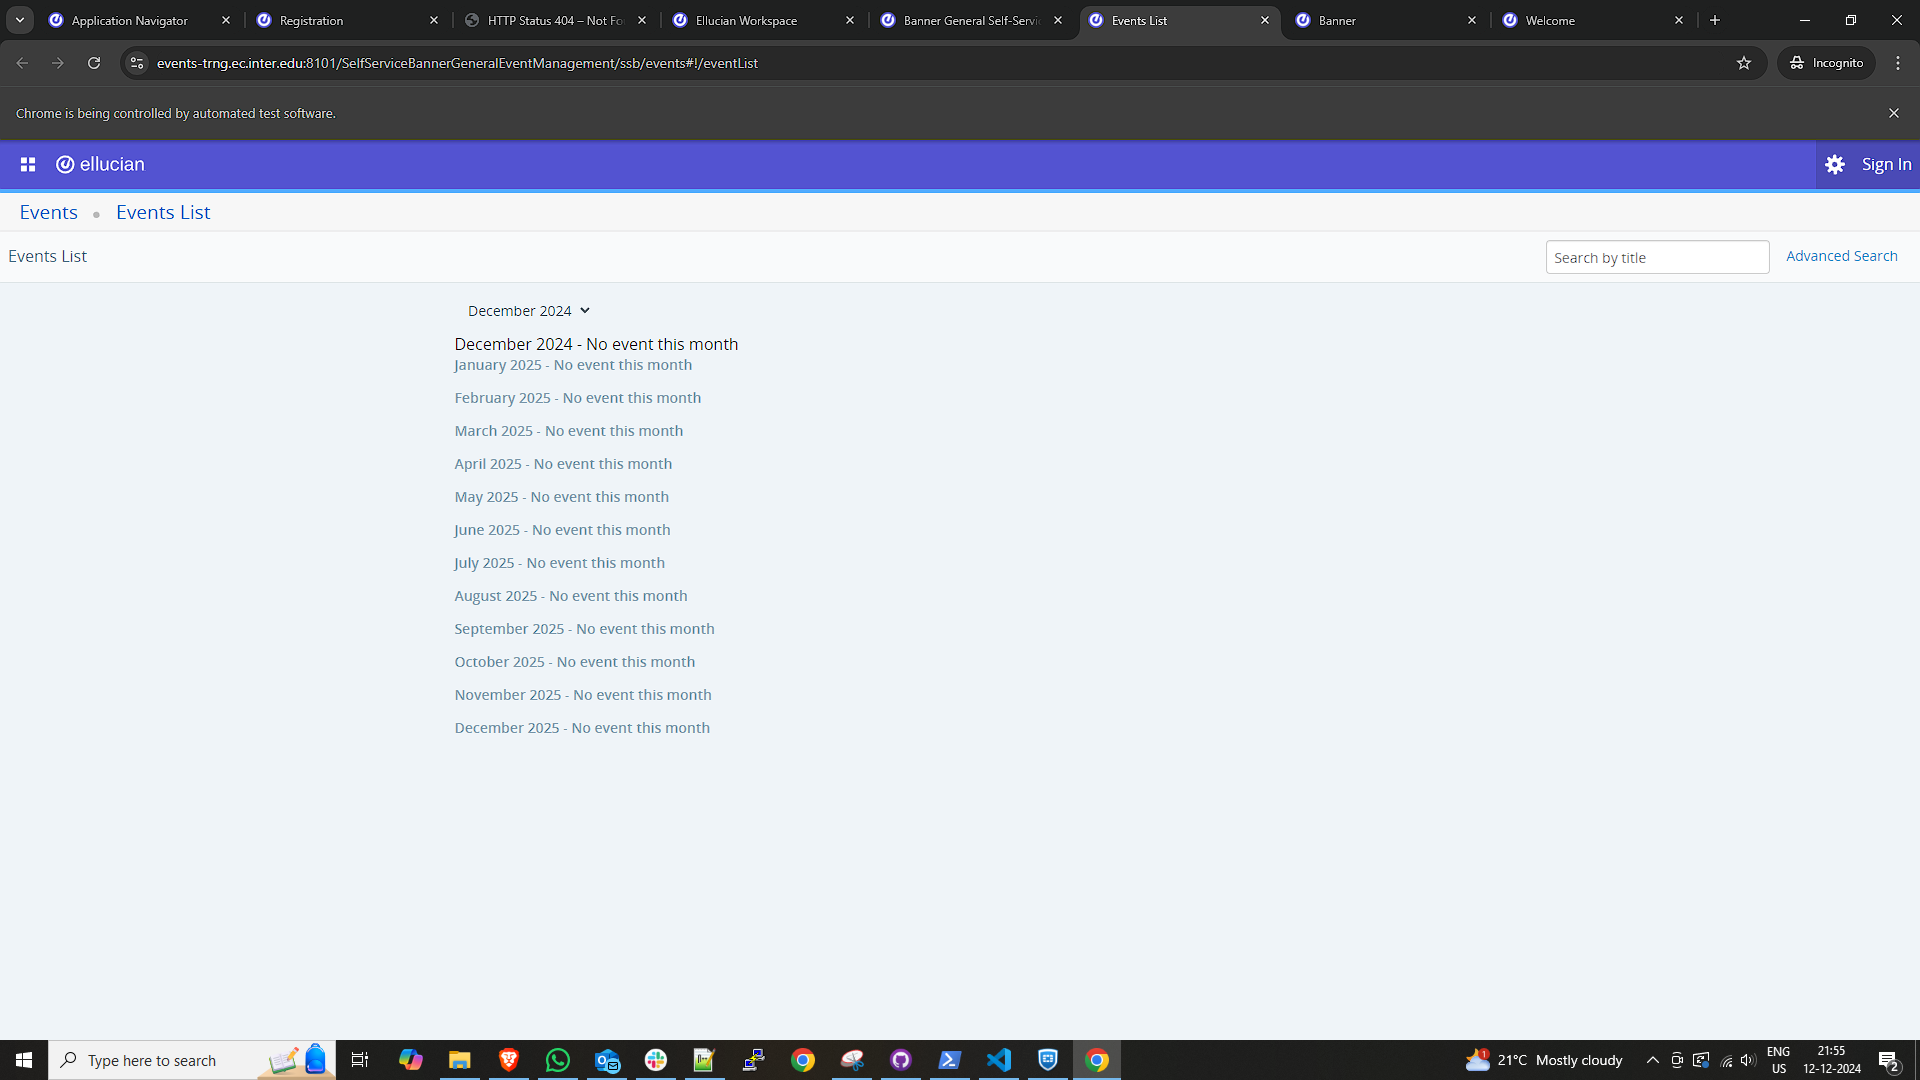 Application Navigator
Registration
HTTP Status 404 – Not Fo
Ellucian Workspace
Banner General Self-Servic
Events List
Banner
Welcome
events-trng.ec.inter.edu:8101/SelfServiceBannerGeneralEventManagement/ssb/events#!/eventList
Incognito
Chrome is being controlled by automated test software.
ellucian
Sign In
Events
Events List
Events List
Search by title
Advanced Search
December 2024
December 2024 - No event this month
January 2025 - No event this month
February 2025 - No event this month
March 2025 - No event this month
April 2025 - No event this month
May 2025 - No event this month
June 2025 - No event this month
July 2025 - No event this month
August 2025 - No event this month
September 2025 - No event this month
October 2025 - No event this month
November 2025 - No event this month
December 2025 - No event this month
Type here to search
1
21°C Mostly cloudy
ENG
US
21:55
12-12-2024
2